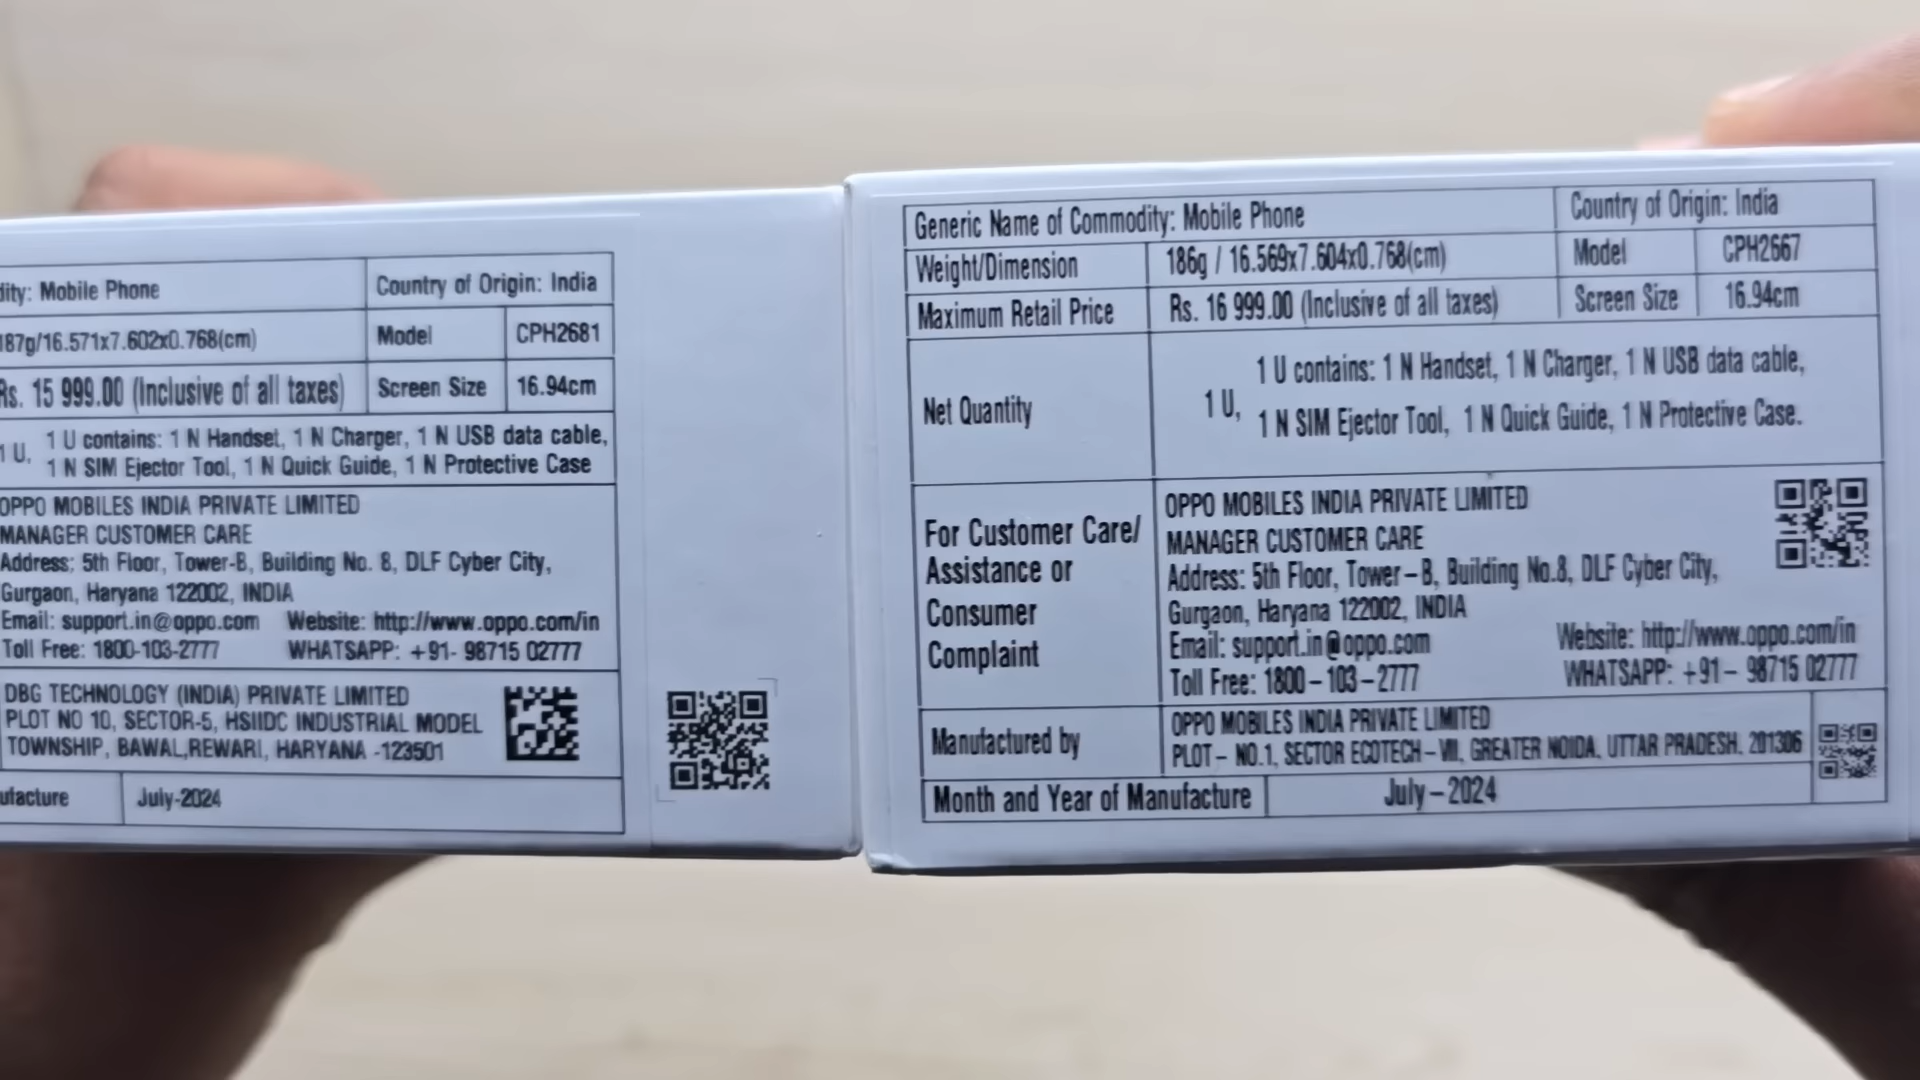 dity: Mobile Phone
Country of Origin: India
187g/16.571x7.602x0.768(cm)
Model
CPH2681
Rs. 15 999.00 (Inclusive of all taxes)
Screen Size
16.94cm
1 U,
1 U contains: 1 N Handset, 1 N Charger, 1 N USB data cable,
1 N SIM Ejector Tool, 1 N Quick Guide, 1 N Protective Case
OPPO MOBILES INDIA PRIVATE LIMITED
MANAGER CUSTOMER CARE
Address: 5th Floor, Tower-B, Building No. 8, DLF Cyber City,
Gurgaon, Haryana 122002, INDIA
Email: support.in@oppo.com Website: http://www.oppo.com/in
Toll Free: 1800-103-2777 WHATSAPP: +91- 98715 02777
DBG TECHNOLOGY (INDIA) PRIVATE LIMITED
PLOT NO 10, SECTOR-5, HSIIDC INDUSTRIAL MODEL
TOWNSHIP, BAWAL,REWARI, HARYANA -123501
ufacture
July-2024
Generic Name of Commodity: Mobile Phone
Country of Origin: India
Weight/Dimension
186g / 16.569x7.604x0.768(cm)
Model
CPH2667
Maximum Retail Price
Rs. 16 999.00 (Inclusive of all taxes)
Screen Size
16.94cm
Net Quantity
1 U,
1 U contains: 1 N Handset, 1 N Charger, 1 N USB data cable,
1 N SIM Ejector Tool, 1 N Quick Guide, 1 N Protective Case.
For Customer Care/
Assistance or
Consumer
Complaint
OPPO MOBILES INDIA PRIVATE LIMITED
MANAGER CUSTOMER CARE
Address: 5th Floor, Tower-B, Building No.8, DLF Cyber City,
Gurgaon, Haryana 122002, INDIA
Email: support.in@oppo.com Website: http://www.oppo.com/in
Toll Free: 1800-103-2777 WHATSAPP: +91- 98715 02777
Manufactured by
OPPO MOBILES INDIA PRIVATE LIMITED
PLOT- NO.1, SECTOR ECOTECH-VII, GREATER NOIDA, UTTAR PRADESH, 201306
Month and Year of Manufacture
July-2024